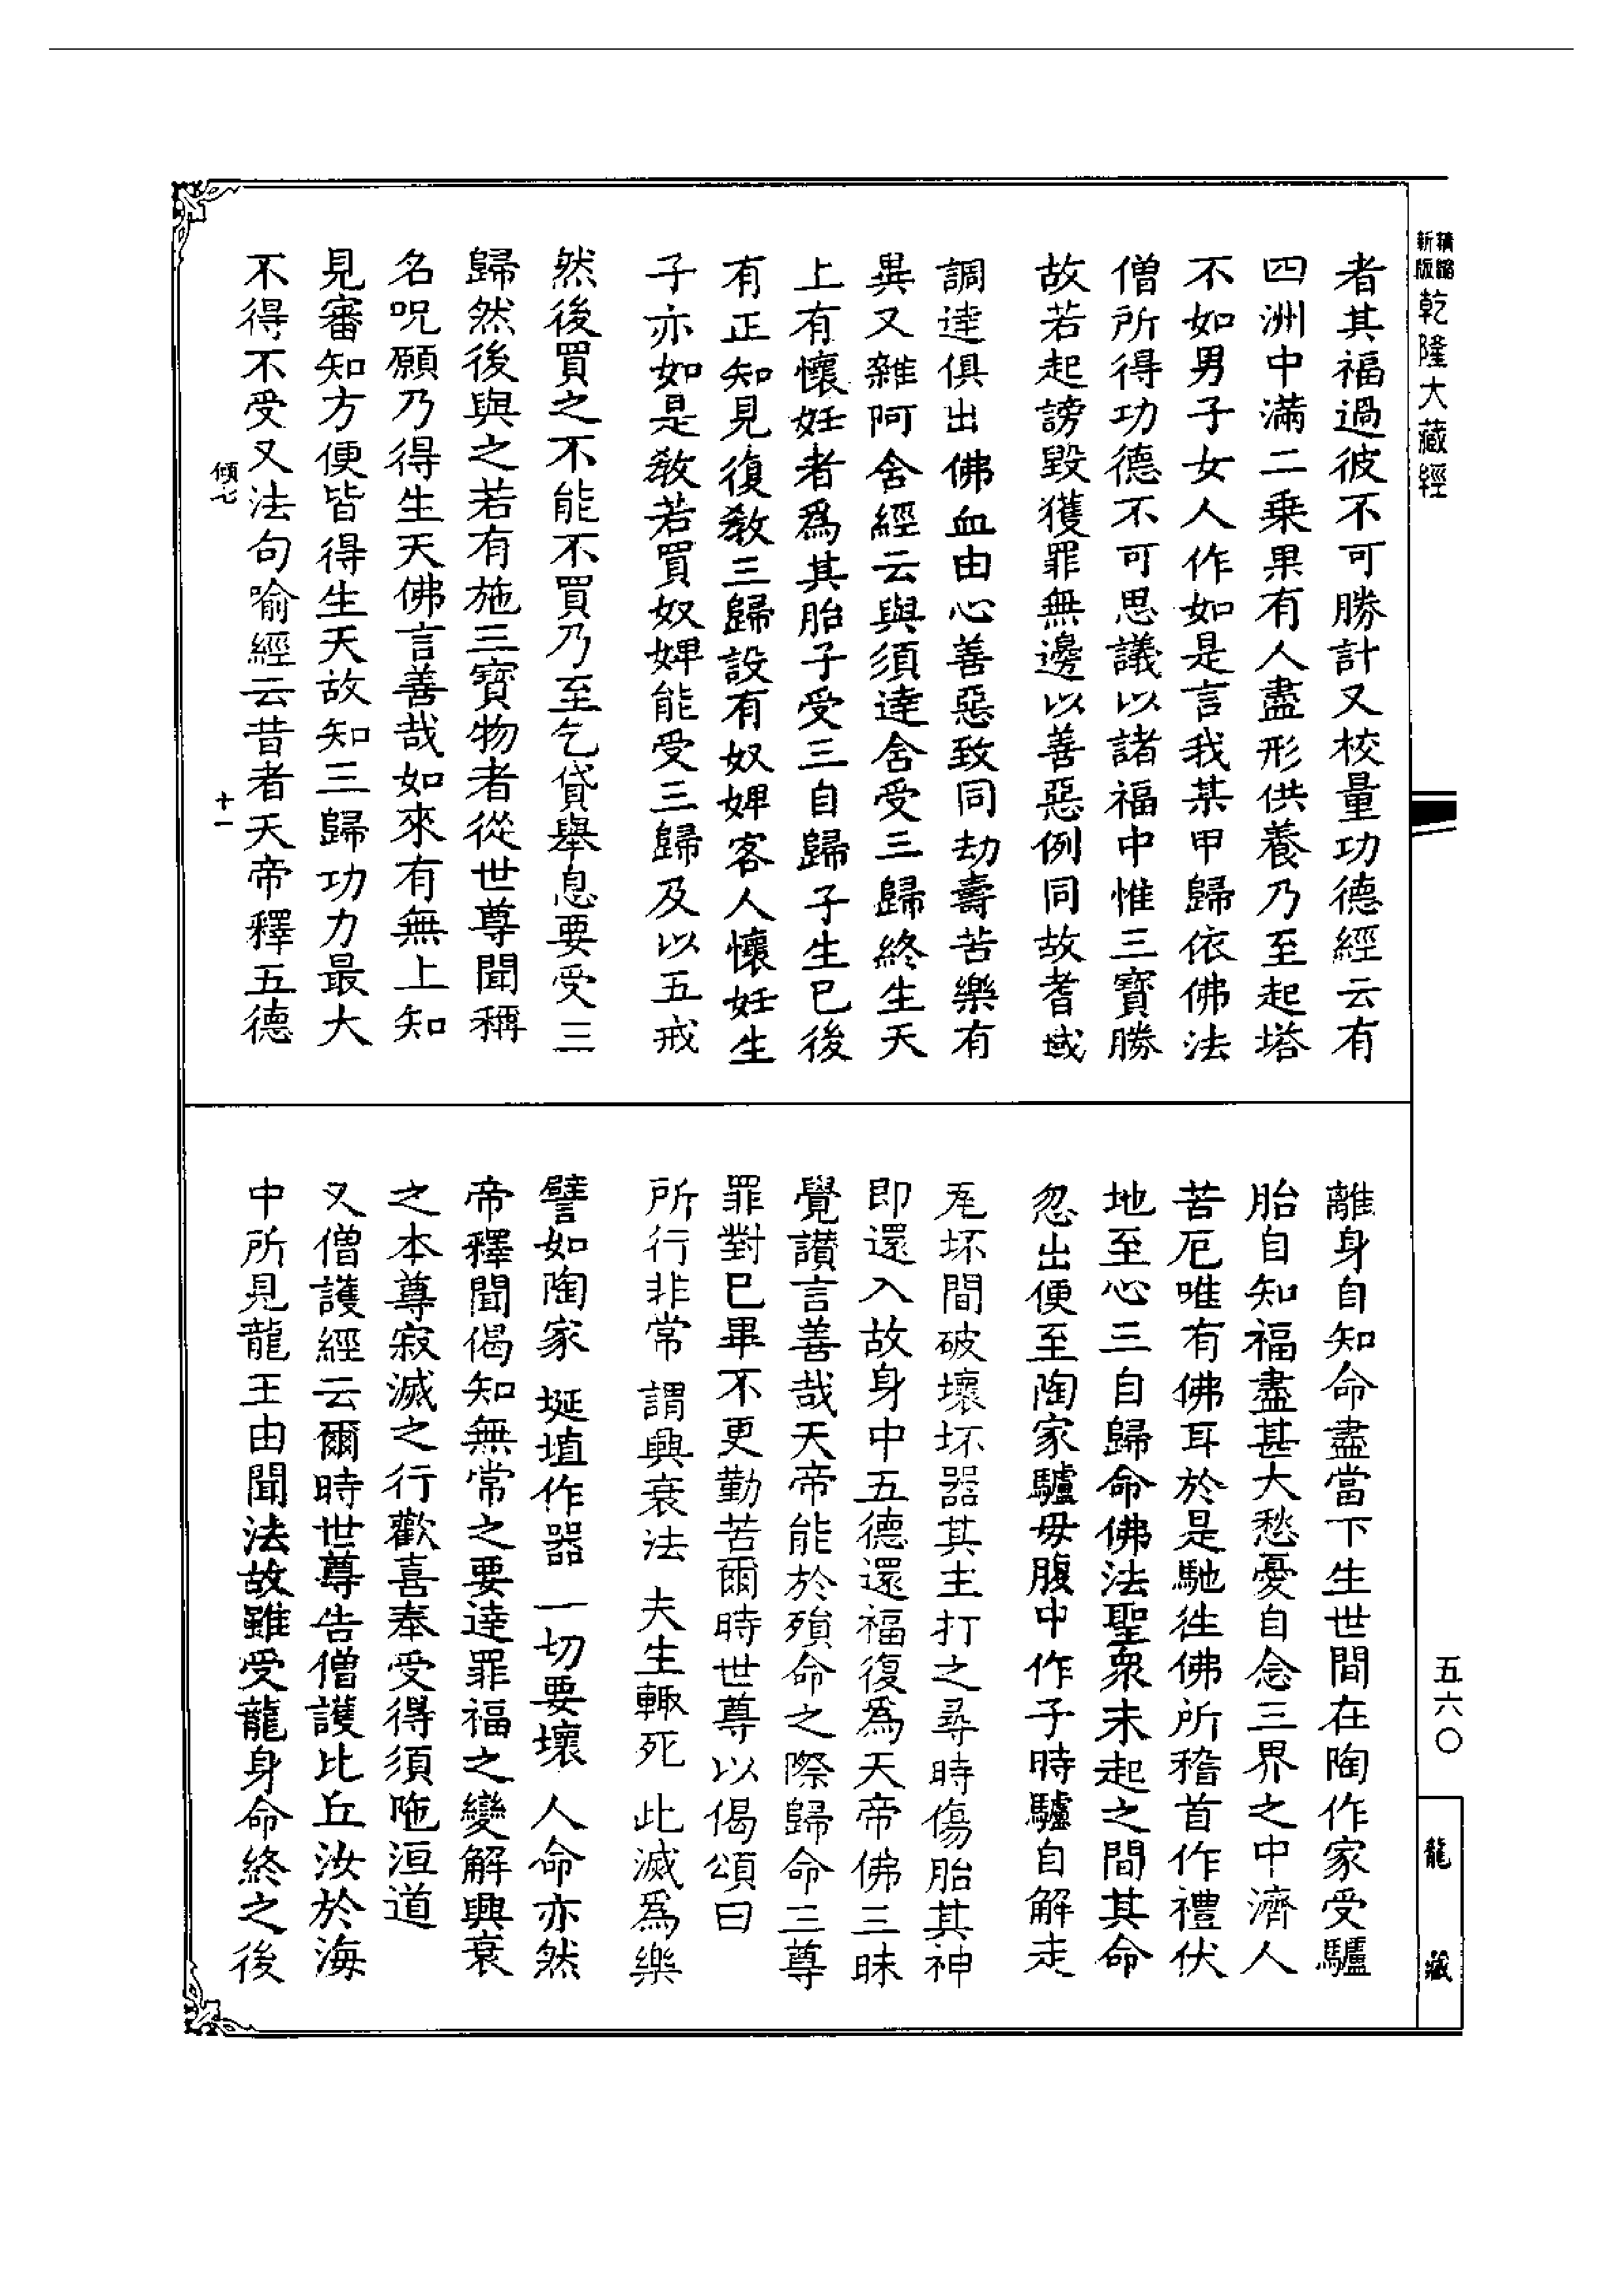 精縮
新版
乾隆大藏經
者其福過彼不可勝計又校量功德經云有
四洲中滿二乘果有人盡形供養乃至起塔
不如男子女人作如是言我某甲歸依佛法
僧所得功德不可思議以諸福中惟三寶勝
故若起謗毀獲罪無邊以善惡例同故耆域
調達俱出佛血由心善惡致同劫壽苦樂有
異又雜阿含經云與須達舍受三歸終生天
上有懷妊者爲其胎子受三自歸子生已後
有正知見復教三歸設有奴婢客人懷妊生
子亦如是教若買奴婢能受三歸及以五戒
然後買之不能不買乃至乞貸舉息要受三
歸然後與之若有施三寶物者從世尊聞稱
名呪願乃得生天佛言善哉如來有無上知
見審知方便皆得生天故知三歸功力最大
不得不受又法句喻經云昔者天帝釋五德
傾七
十一
離身自知命盡當下生世間在陶作家受驢
胎自知福盡甚大愁憂自念三界之中濟人
苦厄唯有佛耳於是馳往佛所稽首作禮伏
地至心三自歸命佛法聖衆未起之間其命
忽出便至陶家驢母腹中作子時驢自解走
瓦坏間破壞坏器其主打之尋時傷胎其神
即還入故身中五德還福復爲天帝佛三昧
覺讃言善哉天帝能於殞命之際歸命三尊
罪對已畢不更勤苦爾時世尊以偈頌曰
所行非常 謂興衰法 夫生輙死 此滅爲樂
譬如陶家 埏埴作器 一切要壞 人命亦然
帝釋聞偈知無常之要達罪福之變解興衰
之本尊寂滅之行歡喜奉受得須陁洹道
又僧護經云爾時世尊告僧護比丘汝於海
中所見龍王由聞法故雖受龍身命終之後
五六〇
龍藏